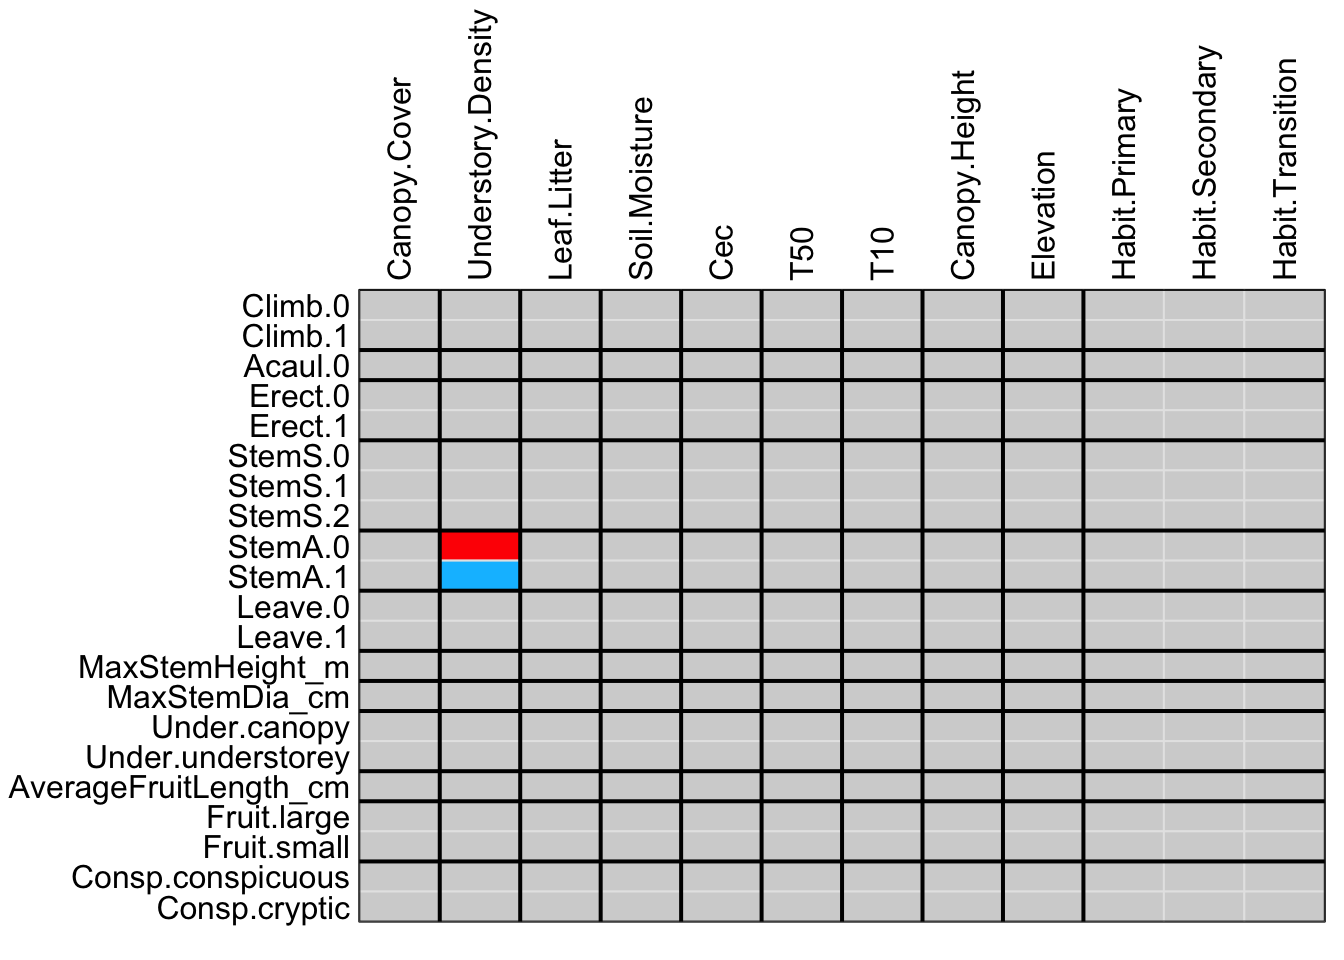 Canopy.Cover
Understory.Density
Leaf.Litter
Soil.Moisture
Cec
T50
T10
Canopy.Height
Elevation
Habit.Primary
Habit.Secondary
Habit.Transition
Climb.0
Climb.1
Acaul.0
Erect.0
Erect.1
StemS.0
StemS.1
StemS.2
StemA.0
StemA.1
Leave.0
Leave.1
MaxStemHeight_m
MaxStemDia_cm
Under.canopy
Under.understorey
AverageFruitLength_cm
Fruit.large
Fruit.small
Consp.conspicuous
Consp.cryptic